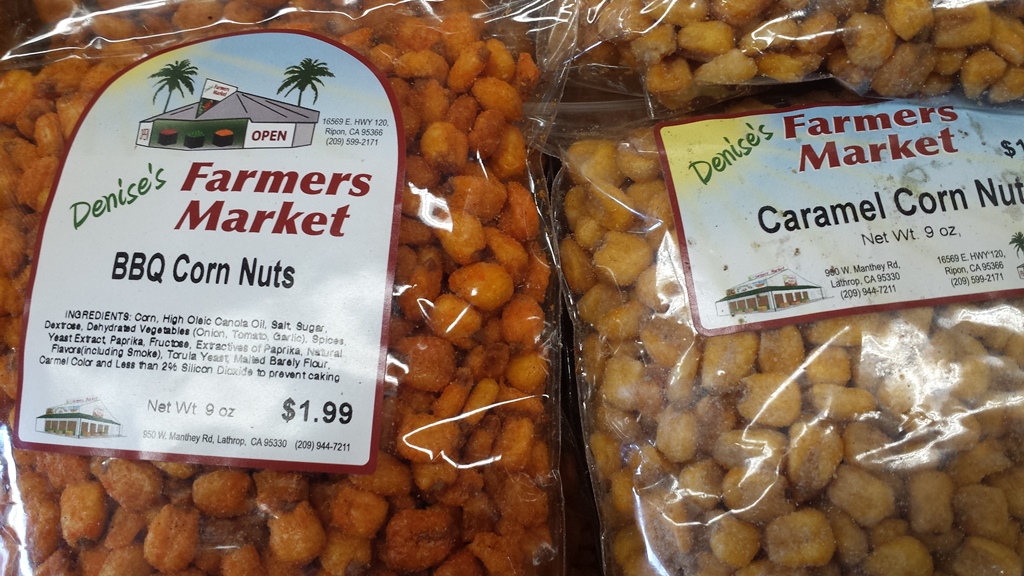 Farmers
Market
OPEN
16569 E. HWY 120,
Ripon, CA 95366
(209) 599-2171
Denise's
Farmers
Market
BBQ Corn Nuts
INGREDIENTS: Corn, High Oleic Canola Oil, Salt, Sugar,
Dextrose, Dehydrated Vegetables (Onion, Tomato, Garlic), Spices,
Yeast Extract, Paprika, Fructose, Extractives of Paprika, Natural
Flavors(including Smoke), Torula Yeast, Malted Barely Flour,
Carmel Color and Less than 2% Silicon Dioxide to prevent caking
Net Wt. 9 oz
$1.99
950 W. Manthey Rd, Lathrop, CA 95330 (209) 944-7211
Denise's
Farmers
Market
$1
Caramel Corn Nut
Net Wt. 9 oz,
W. Manthey Rd,
Lathrop, CA 95330
(209) 944-7211
16569 E. HWY 120,
Ripon, CA 95366
(209) 599-2171